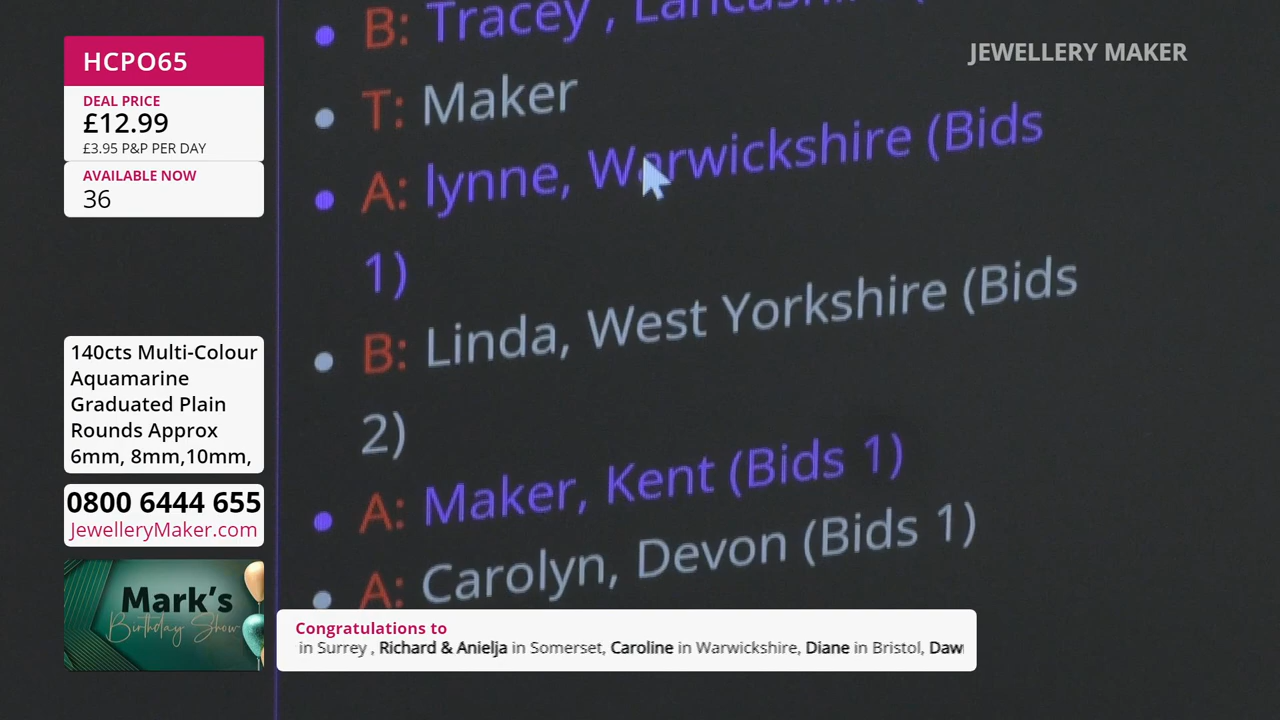 HCPO65
DEAL PRICE
£12.99
£3.95 P&P PER DAY
AVAILABLE NOW
36
140cts Multi-Colour
Aquamarine
Graduated Plain
Rounds Approx
6mm, 8mm,10mm,
0800 6444 655
JewelleryMaker.com
Mark's
Birthday Show
JEWELLERY MAKER
B: Tracey , Lancashire (
T: Maker
A: lynne, Warwickshire (Bids
1)
B: Linda, West Yorkshire (Bids
2)
A: Maker, Kent (Bids 1)
A: Carolyn, Devon (Bids 1)
Congratulations to
in Surrey , Richard & Anielja in Somerset, Caroline in Warwickshire, Diane in Bristol, Daw